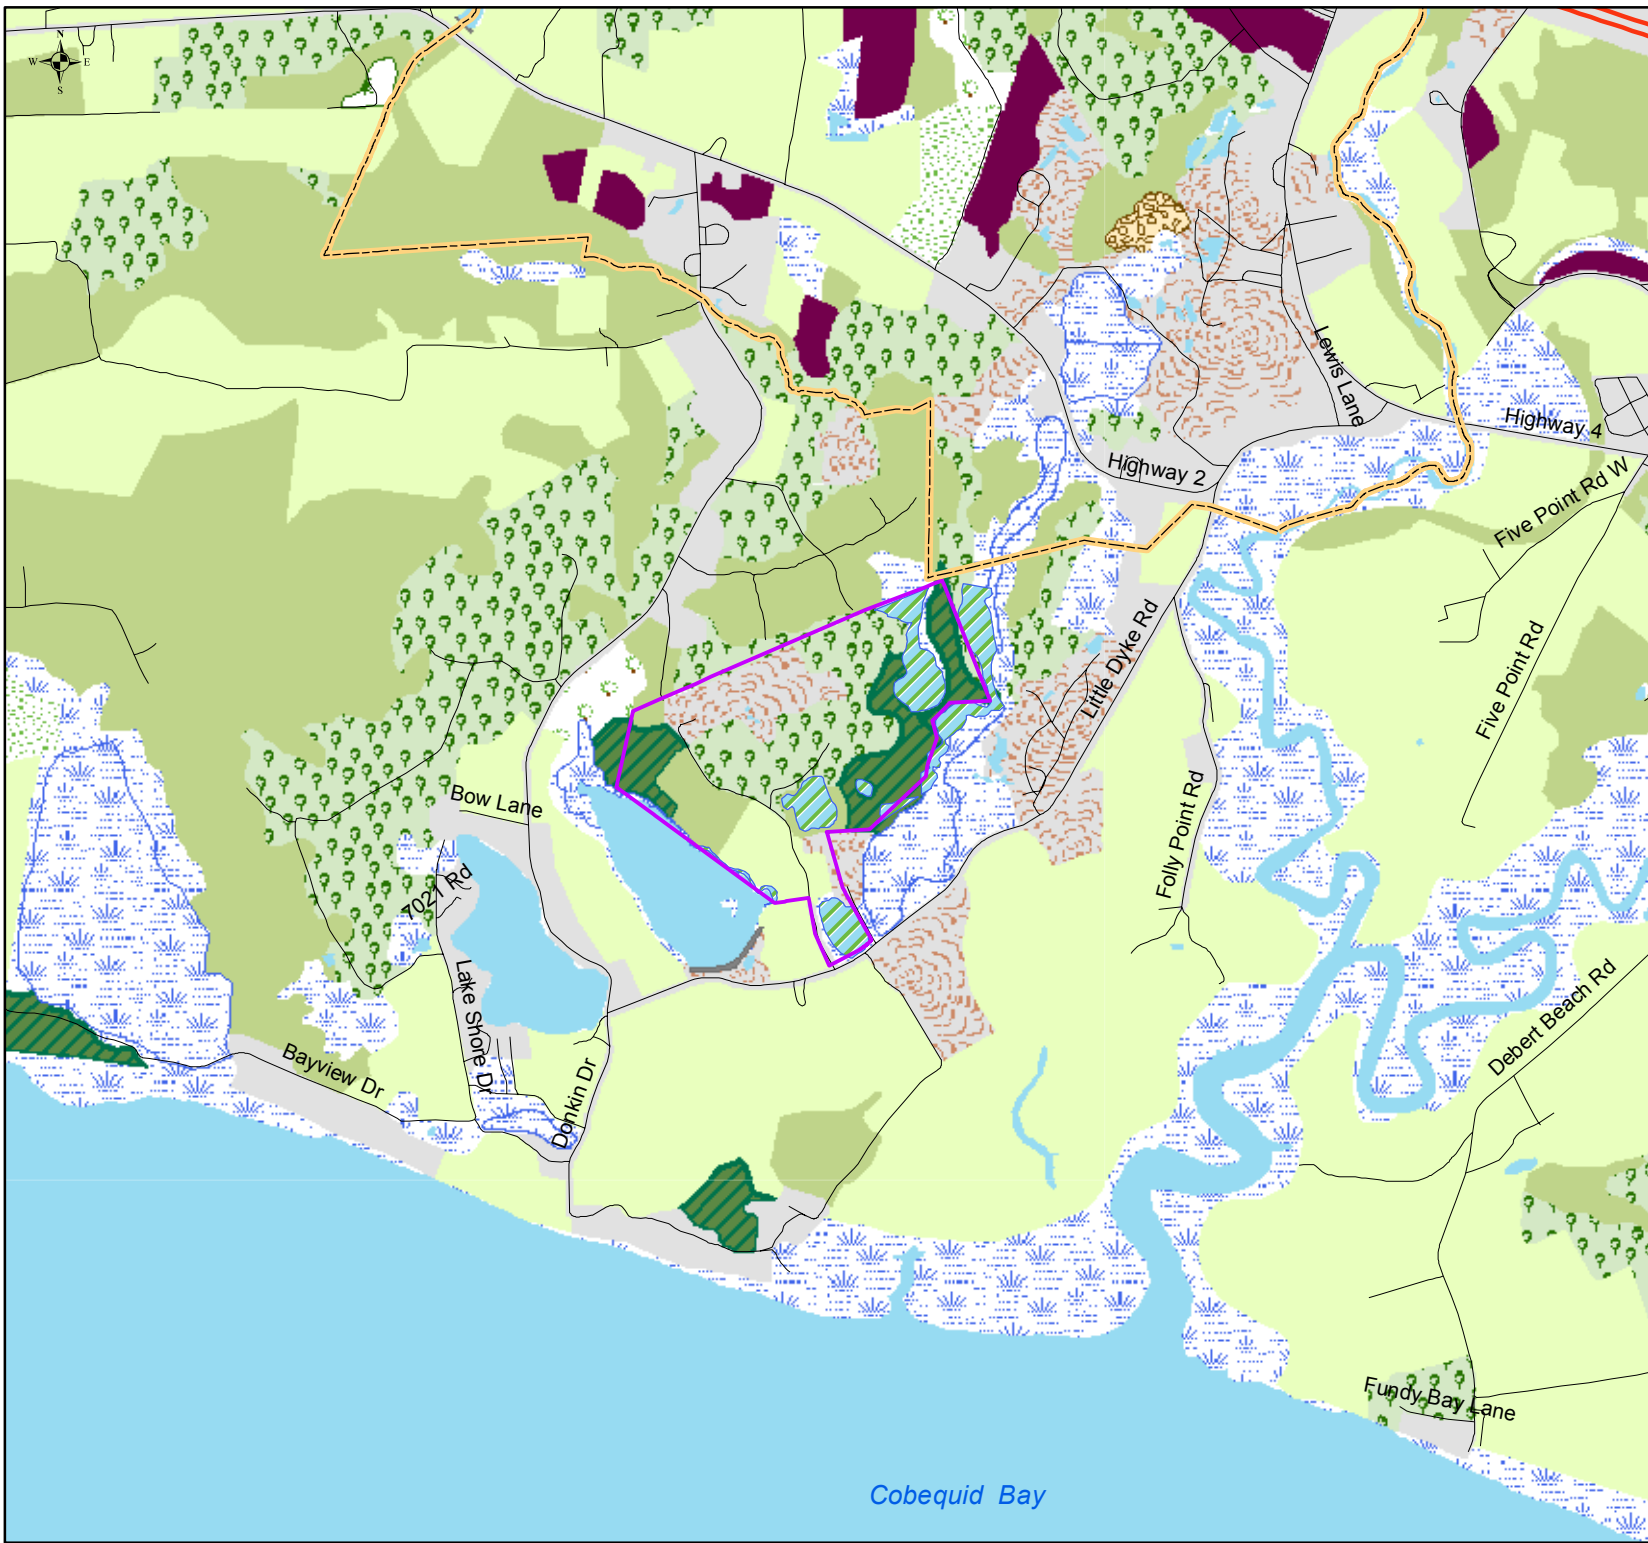 N
W E
S
Lewis Lane
Highway 4
Highway 2
Five Point Rd W
Little Dyke Rd
Five Point Rd
Bow Lane
Folly Point Rd
7021 Rd
Lake Shore Dr
Debert Beach Rd
Bayview Dr
Donkin Dr
Fundy Bay Lane
Cobequid Bay